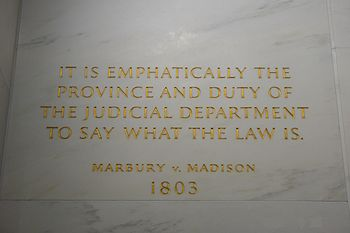 IT IS EMPHATICALLY THE
PROVINCE AND DUTY OF
THE JUDICIAL DEPARTMENT
TO SAY WHAT THE LAW IS.
MARBURY v. MADISON
1803